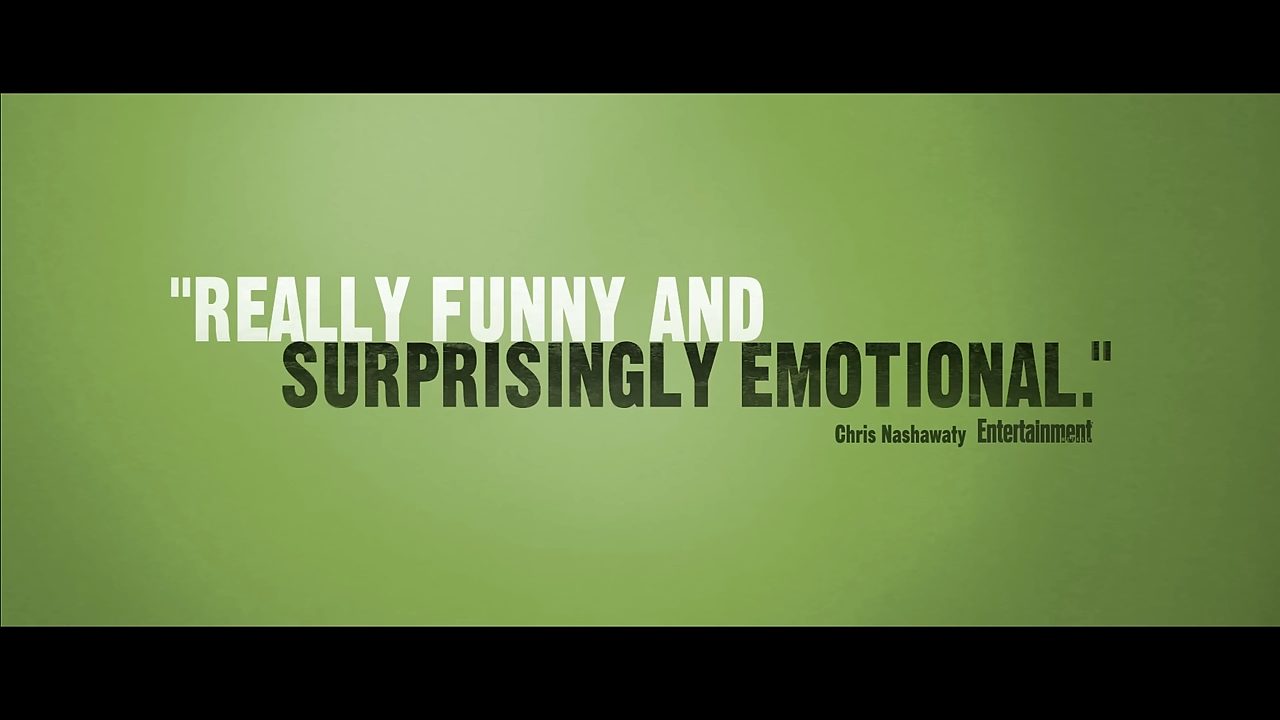 "REALLY FUNNY AND
SURPRISINGLY EMOTIONAL."
Chris Nashawaty Entertainment